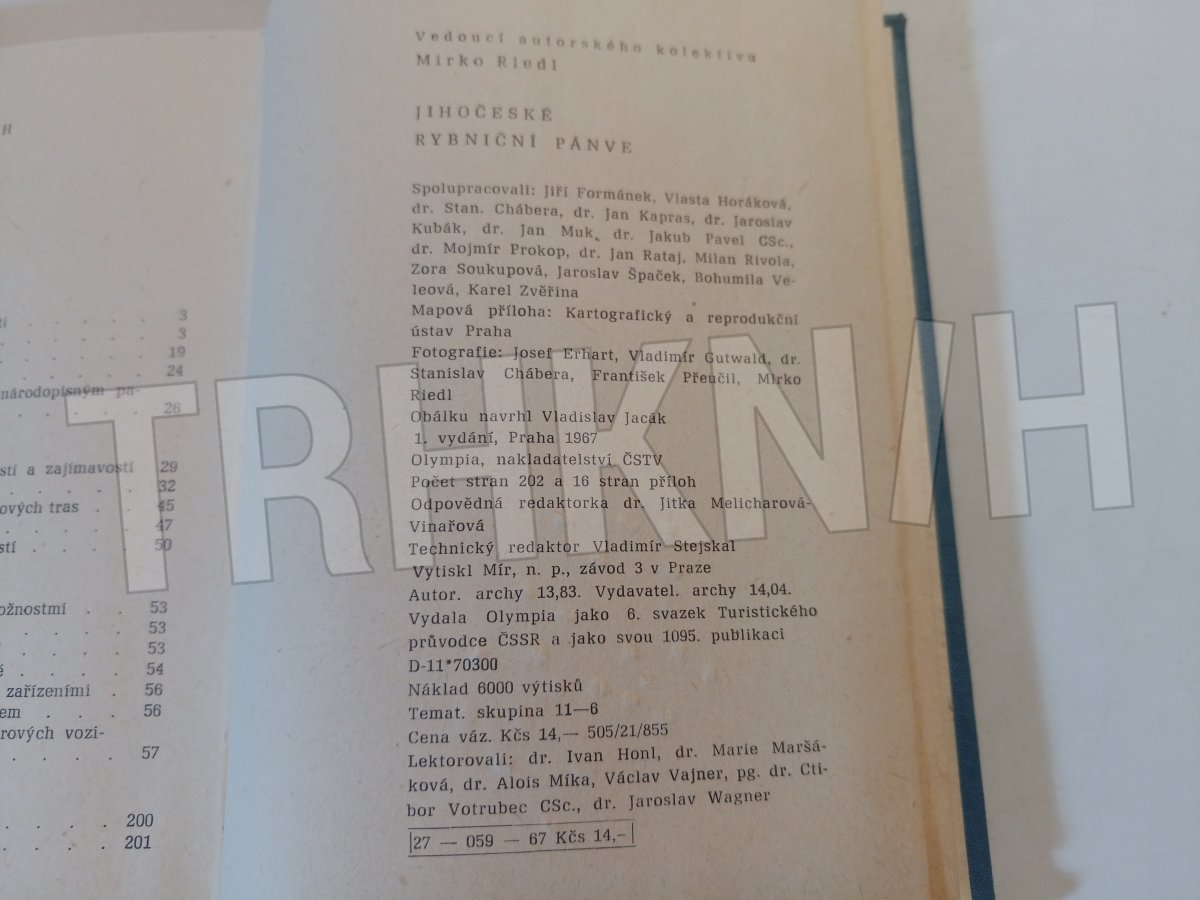 H
tí . . . . . . 3
. . . . . . 3
. . . . . . 19
. . . . . . 24
národopisným pa-
. . . . . . 26
stí a zajímavostí 29
. . . . . . 32
ových tras . . 45
. . . . . . 47
stí . . . . . 50
ožnostmi . . 53
. . . . . . 53
. . . . . . 53
ě . . . . . 54
zařízeními . 56
em . . . . 56
rových vozi-
. . . . . . 57
. . . . . 200
. . . . . 201
Vedoucí autorského kolektivu
Mirko Riedl
JIHOČESKÉ
RYBNIČNÍ PÁNVE
Spolupracovali: Jiří Formánek, Vlasta Horáková,
dr. Stan. Chábera, dr. Jan Kapras, dr. Jaroslav
Kubák, dr. Jan Muk, dr. Jakub Pavel CSc.,
dr. Mojmír Prokop, dr. Jan Rataj, Milan Rivola,
Zora Soukupová, Jaroslav Špaček, Bohumila Ve-
leová, Karel Zvěřina
Mapová příloha: Kartografický a reprodukční
ústav Praha
Fotografie: Josef Erhart, Vladimír Gutwald, dr.
Stanislav Chábera, František Přeučil, Mirko
Riedl
Obálku navrhl Vladislav Jacák
1. vydání, Praha 1967
Olympia, nakladatelství ČSTV
Počet stran 202 a 16 stran příloh
Odpovědná redaktorka dr. Jitka Melicharová-
Vinařová
Technický redaktor Vladimír Stejskal
Vytiskl Mír, n. p., závod 3 v Praze
Autor. archy 13,83. Vydavatel. archy 14,04.
Vydala Olympia jako 6. svazek Turistického
průvodce ČSSR a jako svou 1095. publikaci
D-11*70300
Náklad 6000 výtisků
Temat. skupina 11—6
Cena váz. Kčs 14,— 505/21/855
Lektorovali: dr. Ivan Honl, dr. Marie Maršá-
ková, dr. Alois Míka, Václav Vajner, pg. dr. Cti-
bor Votrubec CSc., dr. Jaroslav Wagner
27 — 059 — 67 Kčs 14,-
TRHKNIH